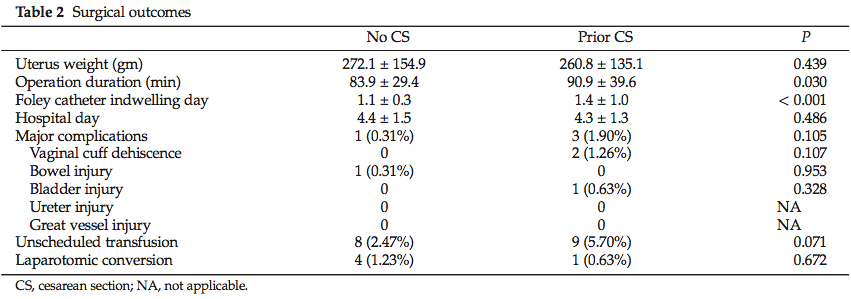 Table 2 Surgical outcomes
No CS Prior CS P
Uterus weight (gm) 272.1 ± 154.9 260.8 ± 135.1 0.439
Operation duration (min) 83.9 ± 29.4 90.9 ± 39.6 0.030
Foley catheter indwelling day 1.1 ± 0.3 1.4 ± 1.0 < 0.001
Hospital day 4.4 ± 1.5 4.3 ± 1.3 0.486
Major complications 1 (0.31%) 3 (1.90%) 0.105
Vaginal cuff dehiscence 0 2 (1.26%) 0.107
Bowel injury 1 (0.31%) 0 0.953
Bladder injury 0 1 (0.63%) 0.328
Ureter injury 0 0 NA
Great vessel injury 0 0 NA
Unscheduled transfusion 8 (2.47%) 9 (5.70%) 0.071
Laparotomic conversion 4 (1.23%) 1 (0.63%) 0.672
CS, cesarean section; NA, not applicable.